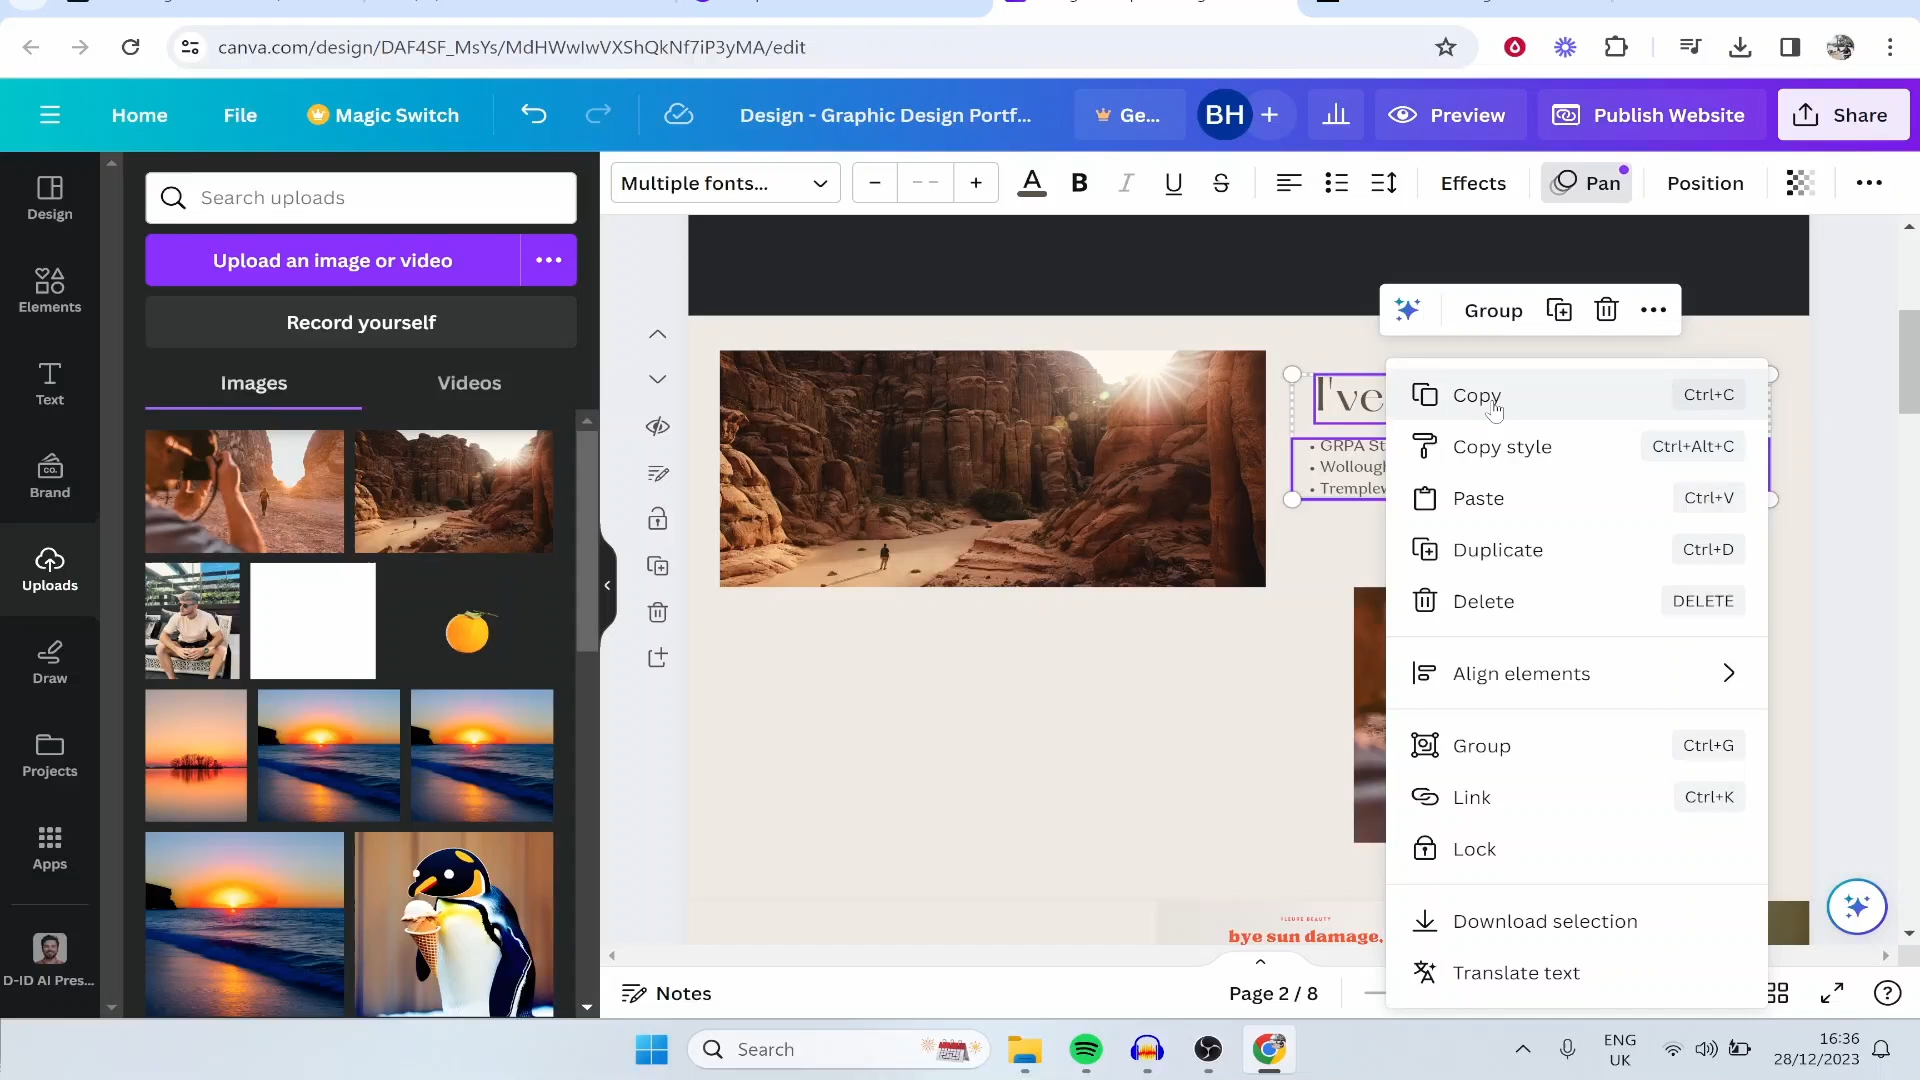 canva.com/design/DAF4SF_MsYs/MdHWwIwVXShQkNf7iP3yMA/edit
Home
File
Magic Switch
Design - Graphic Design Portf...
Ge...
BH
Preview
Publish Website
Share
Design
Elements
Text
Brand
Uploads
Draw
Projects
Apps
D-ID AI Pres...
Search uploads
Upload an image or video
Record yourself
Images
Videos
Multiple fonts...
Effects
Pan
Position
Group
I've
• GRPA St
• Wollough
• Tremplew
Copy Ctrl+C
Copy style Ctrl+Alt+C
Paste Ctrl+V
Duplicate Ctrl+D
Delete DELETE
Align elements
Group Ctrl+G
Link Ctrl+K
Lock
Download selection
Translate text
FLEURE BEAUTY
bye sun damage,
Notes
Page 2 / 8
Search
ENG
UK
16:36
28/12/2023